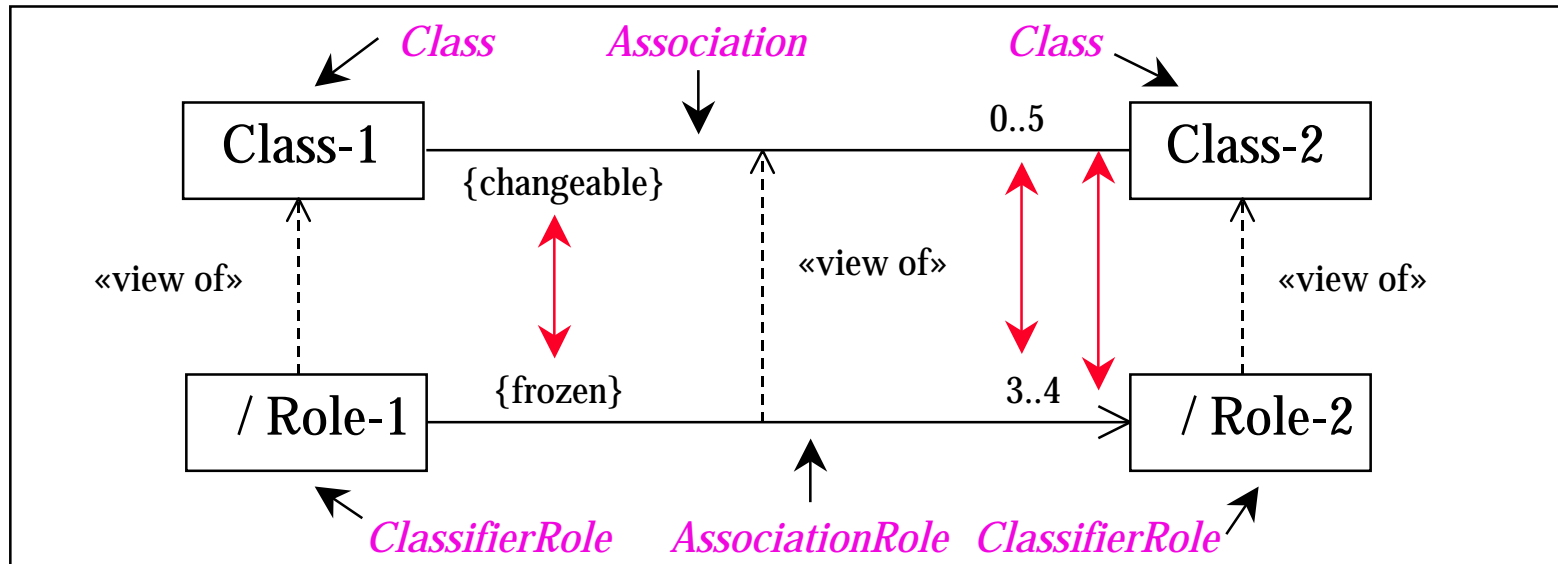 Class Association Class
0..5
Class-1 Class-2
{changeable}
«view of» «view of» «view of»
{frozen} 3..4
/ Role-1 / Role-2
ClassifierRole AssociationRole ClassifierRole